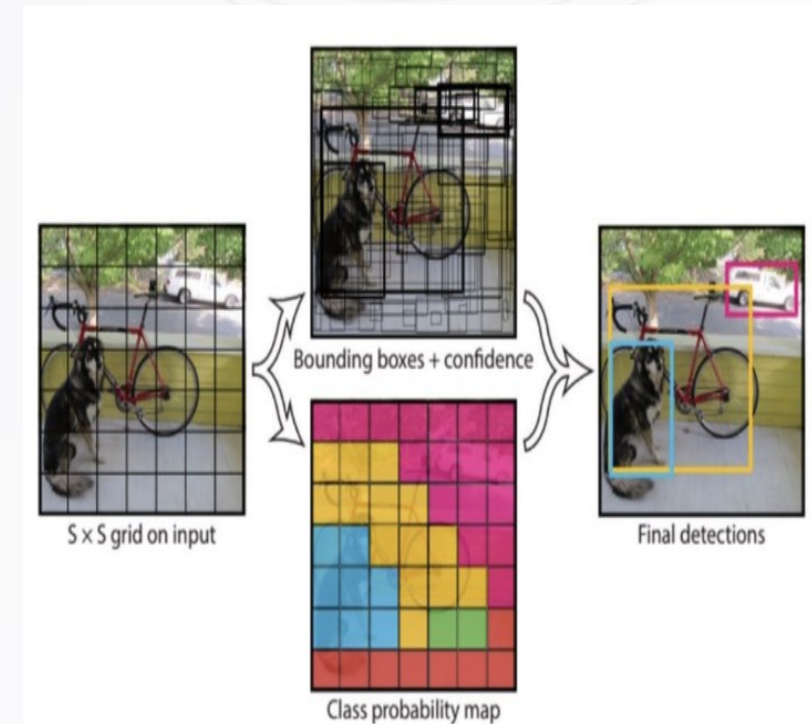 S × S grid on input
Bounding boxes + confidence
Class probability map
Final detections